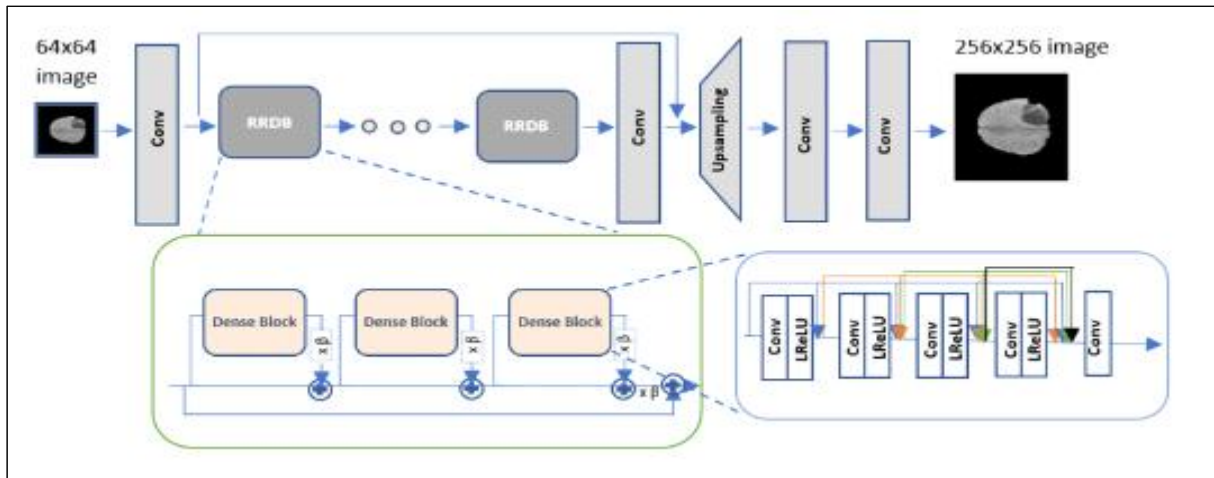 64x64
image
256x256 image
Conv
RRDB
RRDB
Conv
Upsampling
Conv
Conv
Dense Block
x β
Dense Block
x β
Dense Block
x β
x β
Conv
LReLU
Conv
LReLU
Conv
LReLU
Conv
LReLU
Conv